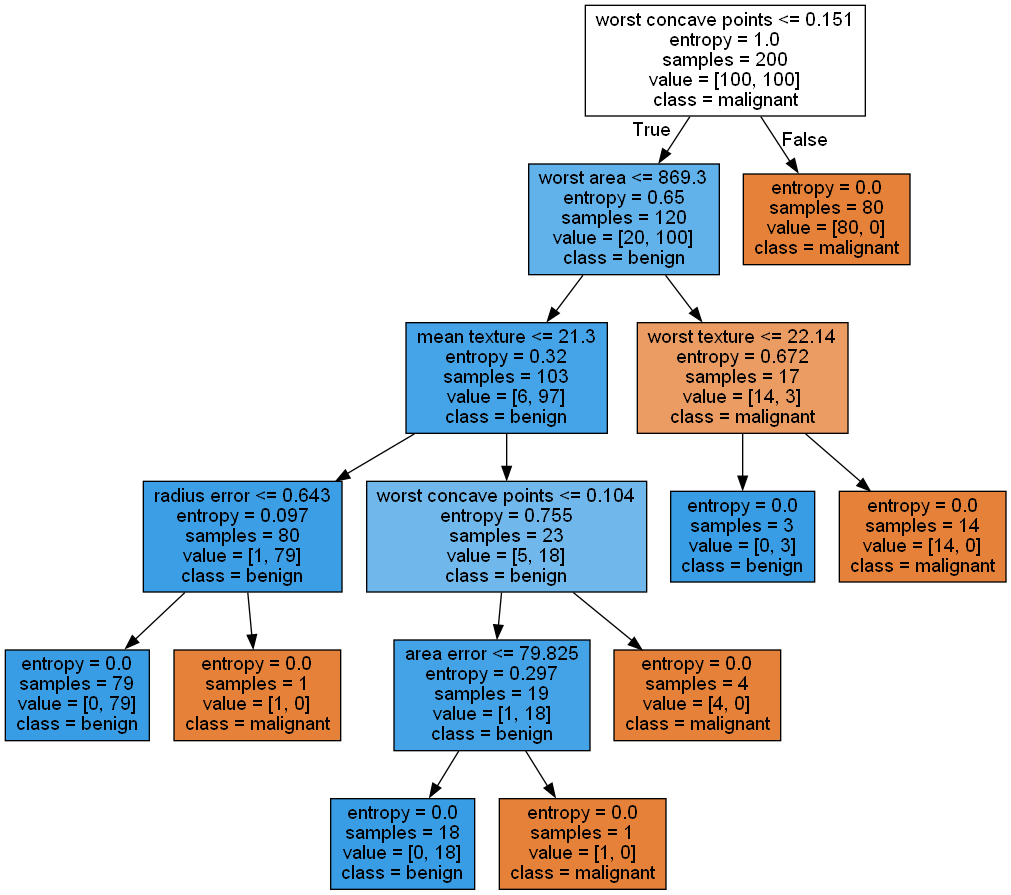 worst concave points <= 0.151
entropy = 1.0
samples = 200
value = [100, 100]
class = malignant
True
False
worst area <= 869.3
entropy = 0.65
samples = 120
value = [20, 100]
class = benign
entropy = 0.0
samples = 80
value = [80, 0]
class = malignant
mean texture <= 21.3
entropy = 0.32
samples = 103
value = [6, 97]
class = benign
worst texture <= 22.14
entropy = 0.672
samples = 17
value = [14, 3]
class = malignant
radius error <= 0.643
entropy = 0.097
samples = 80
value = [1, 79]
class = benign
worst concave points <= 0.104
entropy = 0.755
samples = 23
value = [5, 18]
class = benign
entropy = 0.0
samples = 3
value = [0, 3]
class = benign
entropy = 0.0
samples = 14
value = [14, 0]
class = malignant
entropy = 0.0
samples = 79
value = [0, 79]
class = benign
entropy = 0.0
samples = 1
value = [1, 0]
class = malignant
area error <= 79.825
entropy = 0.297
samples = 19
value = [1, 18]
class = benign
entropy = 0.0
samples = 4
value = [4, 0]
class = malignant
entropy = 0.0
samples = 18
value = [0, 18]
class = benign
entropy = 0.0
samples = 1
value = [1, 0]
class = malignant